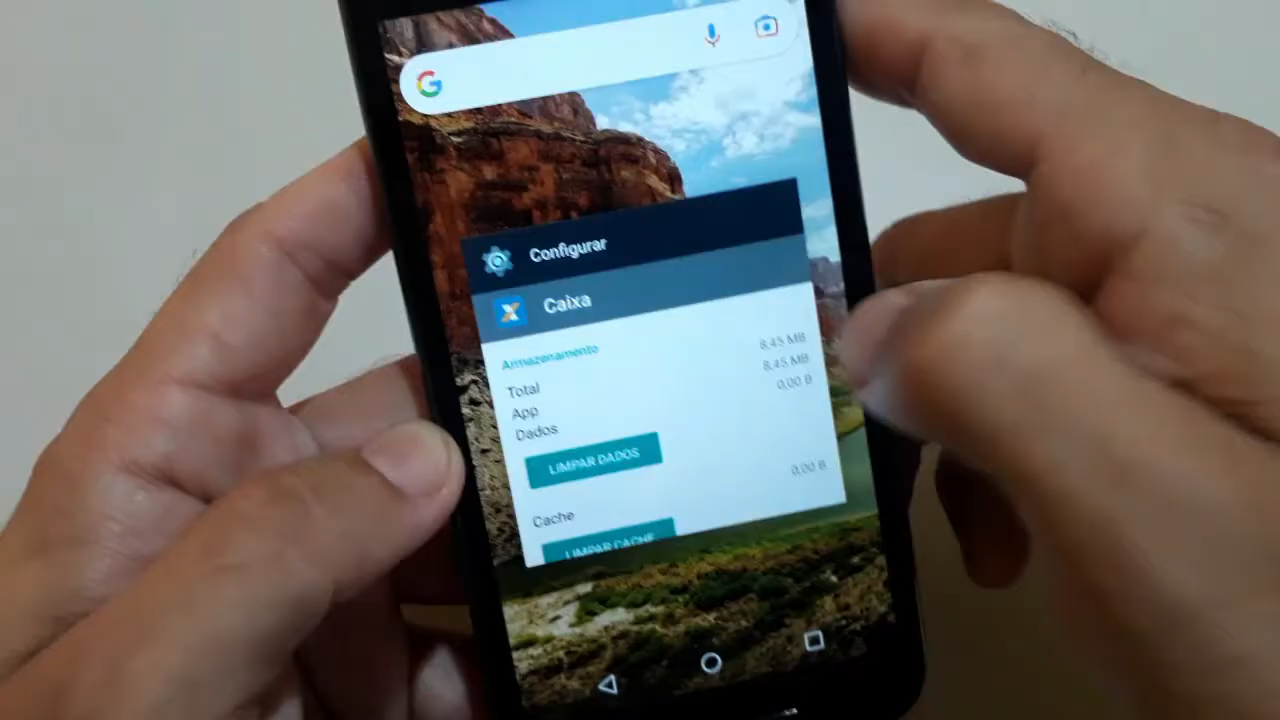 G
Configurar
X
Caixa
Armazenamento
Total 8.45 MB
App 8.45 MB
Dados 0,00 B
LIMPAR DADOS
Cache 0,00 B
LIMPAR CACHE